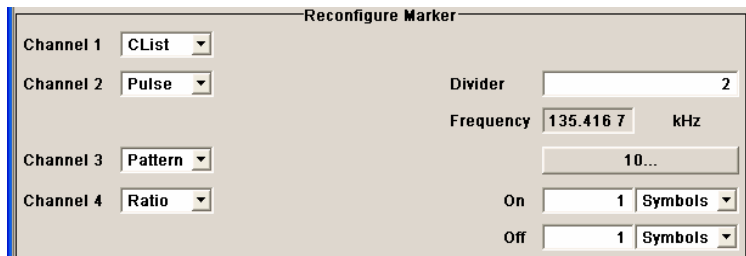 Reconfigure Marker
Channel 1 CList
Channel 2 Pulse Divider 2
Frequency 135.416 7 kHz
Channel 3 Pattern 10...
Channel 4 Ratio On 1 Symbols
Off 1 Symbols